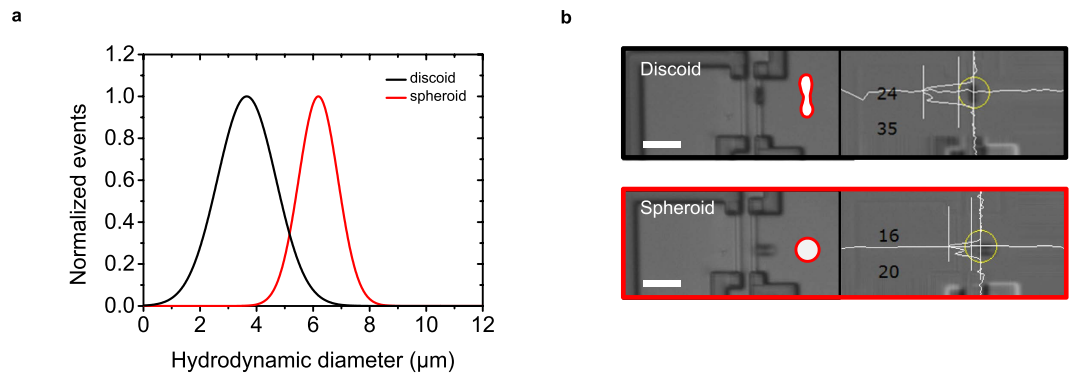 a
1.2
1.0
0.8
0.6
0.4
0.2
0.0
Normalized events
discoid
spheroid
0 2 4 6 8 10 12
Hydrodynamic diameter (µm)
b
Discoid
24
35
Spheroid
16
20